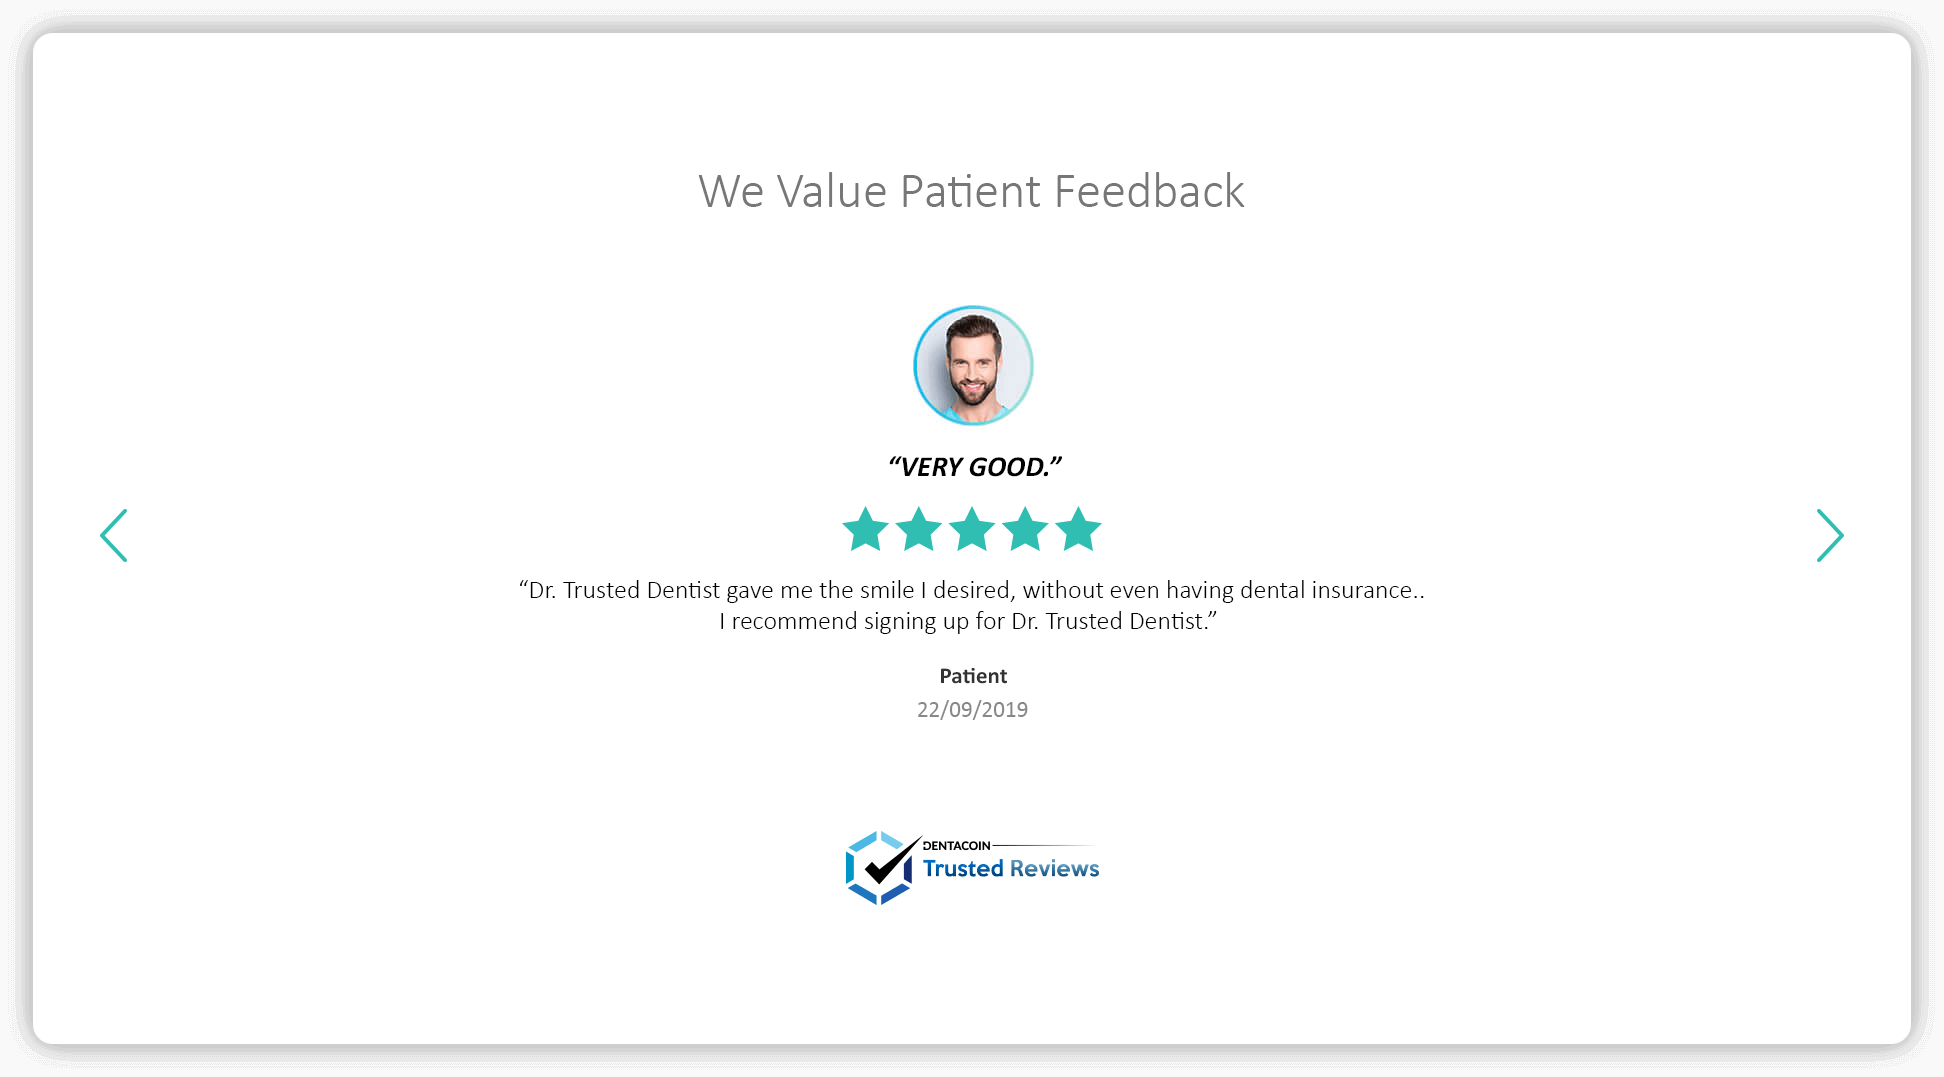 We Value Patient Feedback
“VERY GOOD.”
“Dr. Trusted Dentist gave me the smile I desired, without even having dental insurance..
I recommend signing up for Dr. Trusted Dentist.”
Patient
22/09/2019
DENTACOIN
Trusted Reviews